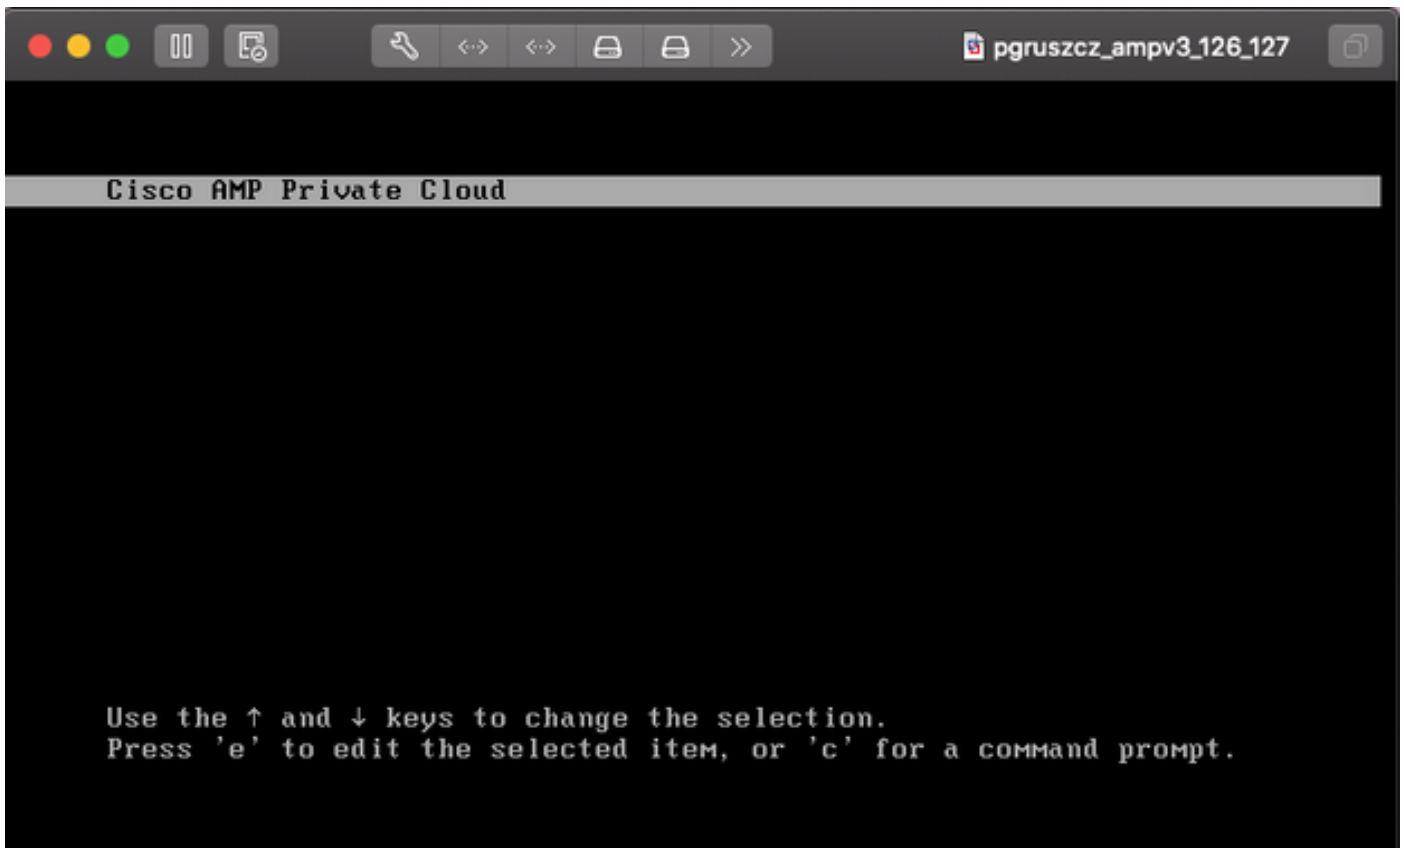 pgruszcz_ampv3_126_127
Cisco AMP Private Cloud
Use the ↑ and ↓ keys to change the selection.
Press 'e' to edit the selected item, or 'c' for a command prompt.